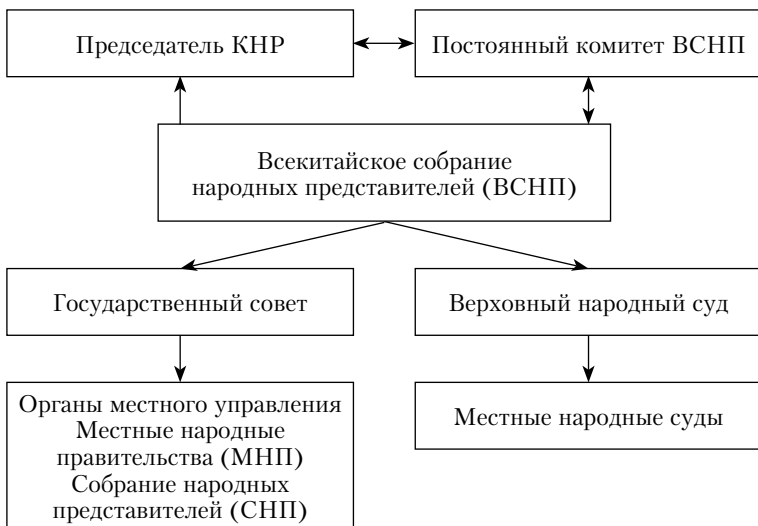 Председатель КНР
Постоянный комитет ВСНП
Всекитайское собрание
народных представителей (ВСНП)
Государственный совет
Верховный народный суд
Органы местного управления
Местные народные
правительства (МНП)
Собрание народных
представителей (СНП)
Местные народные суды